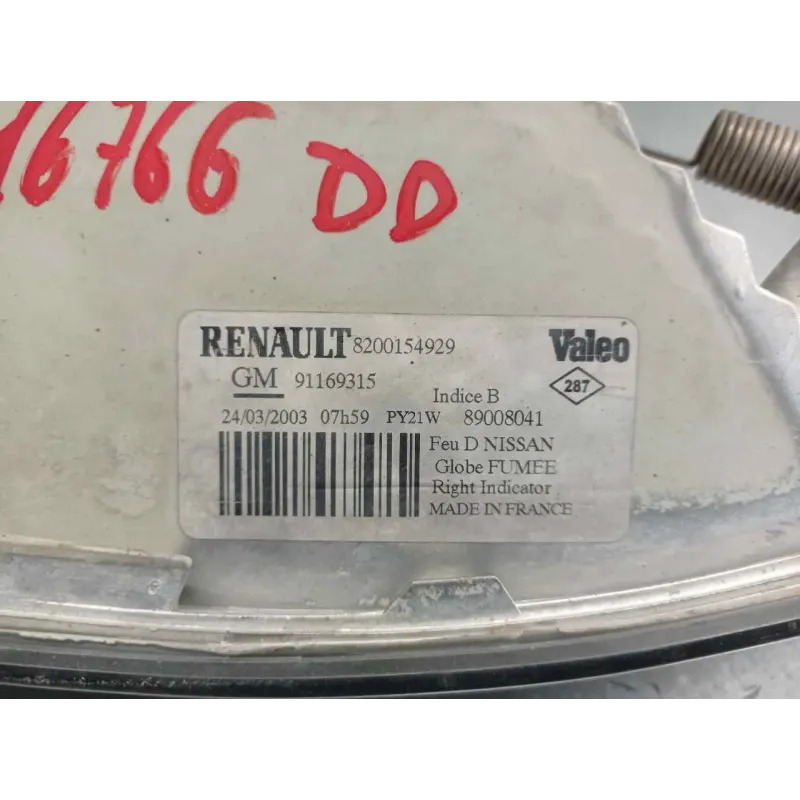 16766 DD
RENAULT 8200154929 Valeo
GM 91169315 Indice B 287
24/03/2003 07h59 PY21W 89008041
Feu D NISSAN
Globe FUMEE
Right Indicator
MADE IN FRANCE